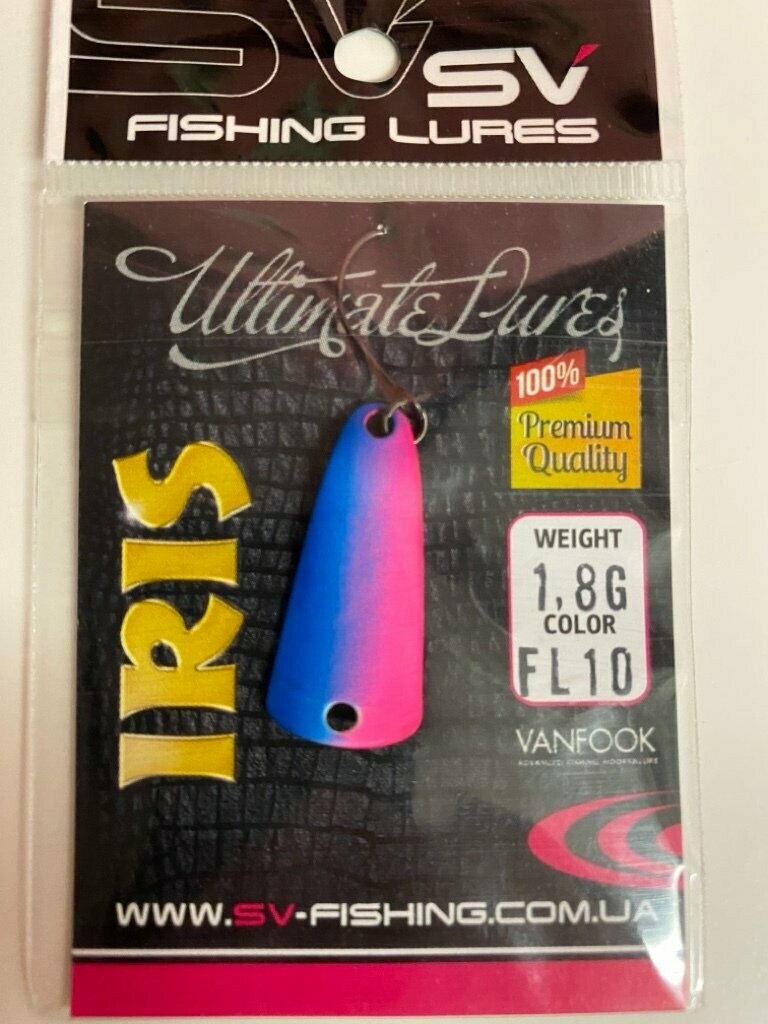 SV
SV
FISHING LURES
Ultimate Lures
100%
Premium
Quality
IRIS
WEIGHT
1,8G
COLOR
FL10
VANFOOK
WWW.SV-FISHING.COM.UA